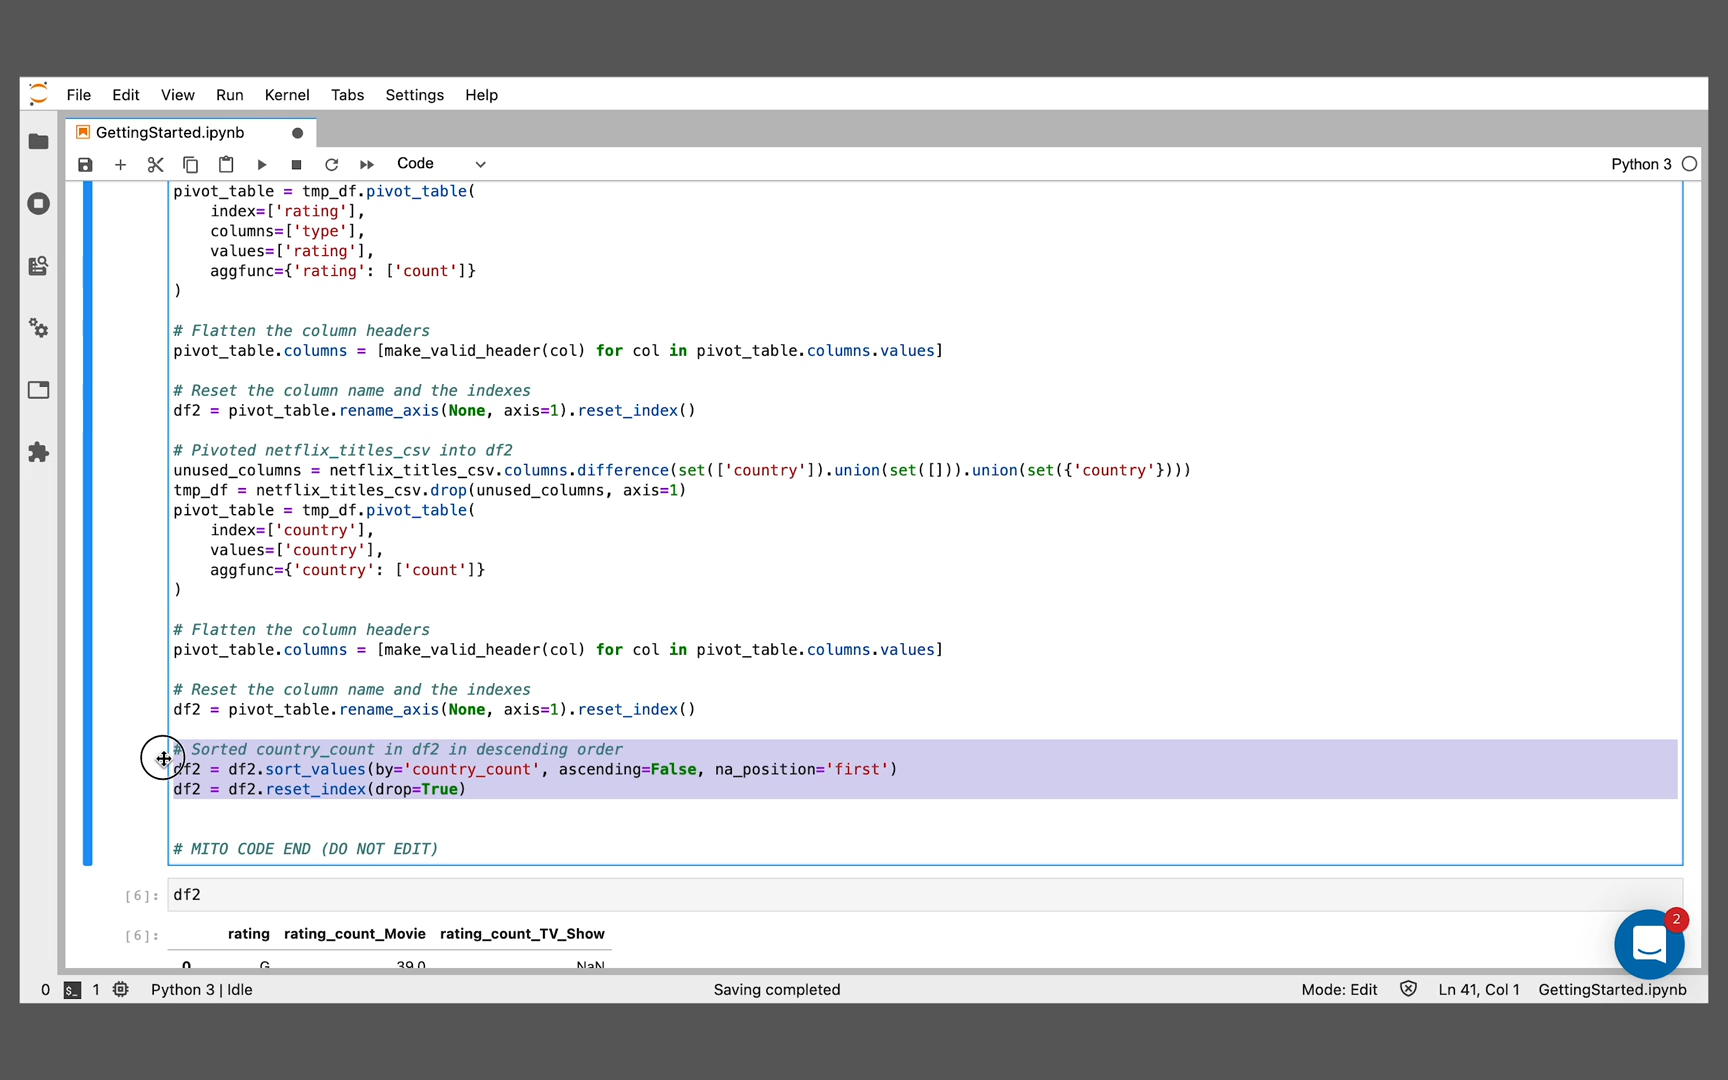 File Edit View Run Kernel Tabs Settings Help
GettingStarted.ipynb
Code
Python 3
pivot_table = tmp_df.pivot_table(
    index=['rating'],
    columns=['type'],
    values=['rating'],
    aggfunc={'rating': ['count']}
)
# Flatten the column headers
pivot_table.columns = [make_valid_header(col) for col in pivot_table.columns.values]
# Reset the column name and the indexes
df2 = pivot_table.rename_axis(None, axis=1).reset_index()
# Pivoted netflix_titles_csv into df2
unused_columns = netflix_titles_csv.columns.difference(set(['country']).union(set([])).union(set({'country'})))
tmp_df = netflix_titles_csv.drop(unused_columns, axis=1)
pivot_table = tmp_df.pivot_table(
    index=['country'],
    values=['country'],
    aggfunc={'country': ['count']}
)
# Flatten the column headers
pivot_table.columns = [make_valid_header(col) for col in pivot_table.columns.values]
# Reset the column name and the indexes
df2 = pivot_table.rename_axis(None, axis=1).reset_index()
# Sorted country_count in df2 in descending order
df2 = df2.sort_values(by='country_count', ascending=False, na_position='first')
df2 = df2.reset_index(drop=True)
# MITO CODE END (DO NOT EDIT)
[6]: df2
[6]: rating rating_count_Movie rating_count_TV_Show
0 G 39.0 NaN
2
0 $_ 1 Python 3 | Idle Saving completed Mode: Edit Ln 41, Col 1 GettingStarted.ipynb